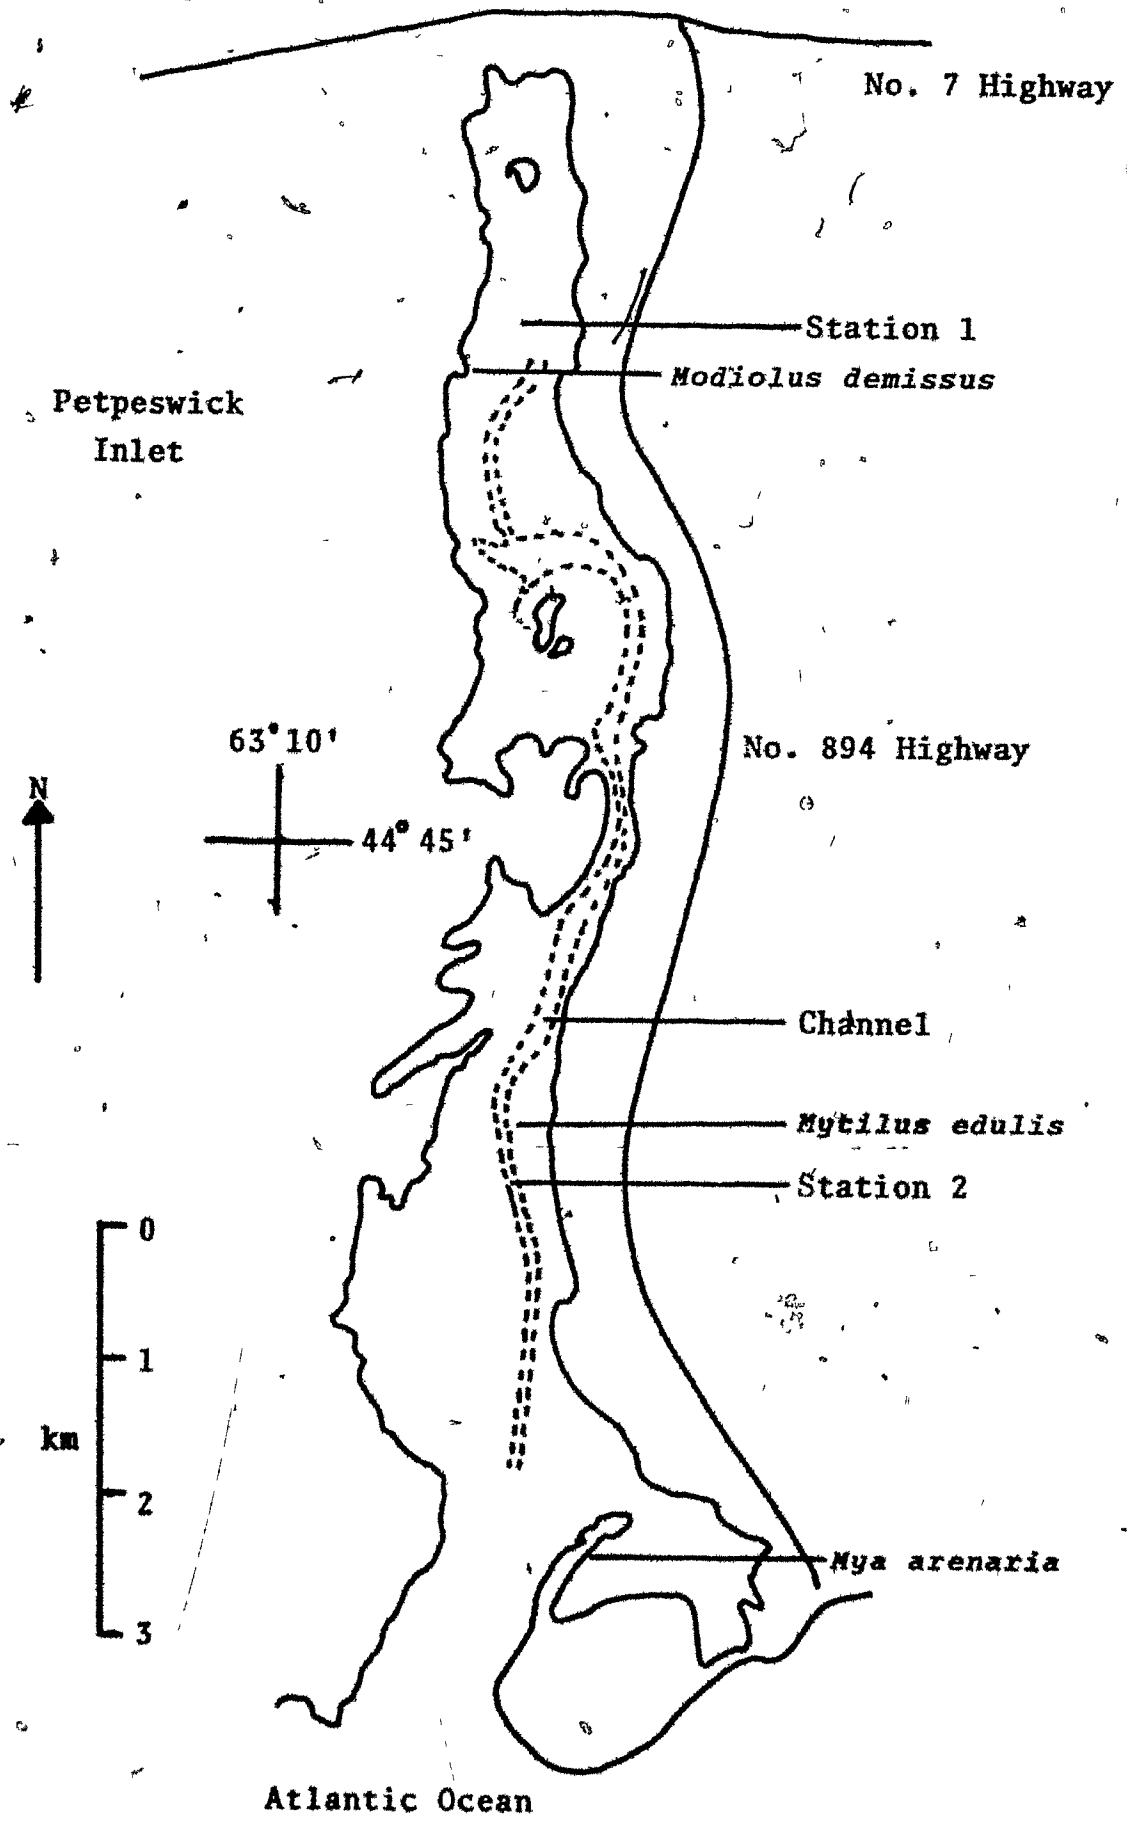 No. 7 Highway
Station 1
Modiolus demissus
Petpeswick
Inlet
63°10'
No. 894 Highway
N
44°45'
Channel
Mytilus edulis
Station 2
0
1
km
2
Mya arenaria
3
Atlantic Ocean